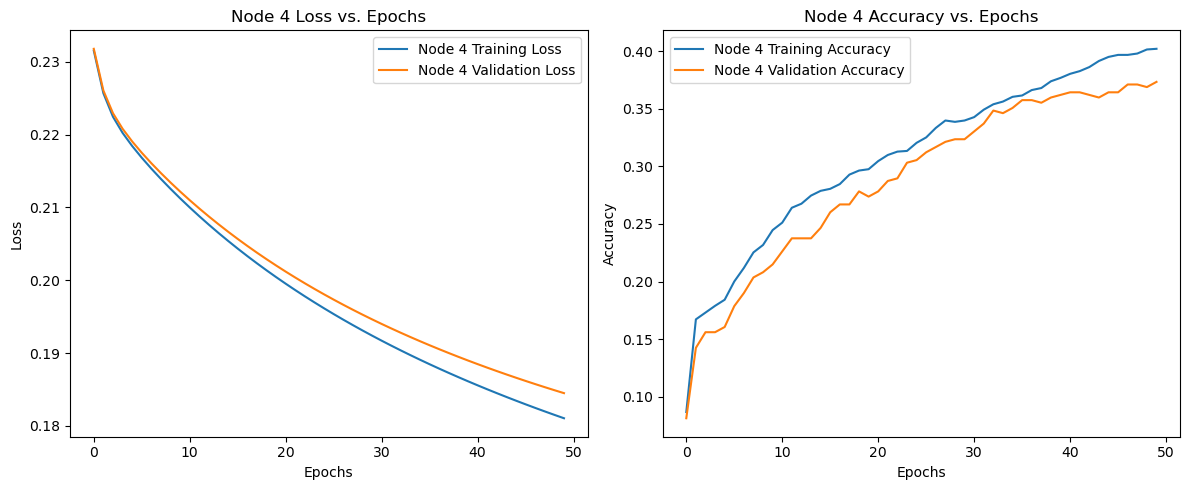 Node 4 Loss vs. Epochs
Node 4 Training Loss
Node 4 Validation Loss
0.23
0.22
0.21
0.20
0.19
0.18
Loss
0 10 20 30 40 50
Epochs
Node 4 Accuracy vs. Epochs
Node 4 Training Accuracy
Node 4 Validation Accuracy
0.40
0.35
0.30
0.25
0.20
0.15
0.10
Accuracy
0 10 20 30 40 50
Epochs